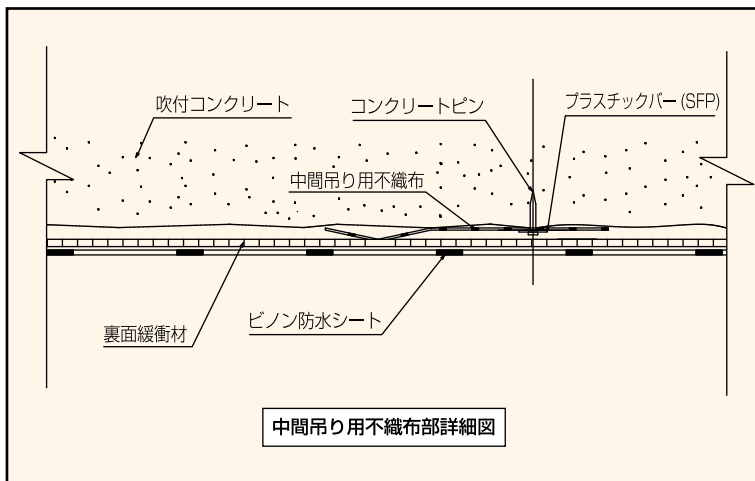 吹付コンクリート
コンクリートピン
プラスチックバー(SFP)
中間吊り用不織布
ビノン防水シート
裏面緩衝材
中間吊り用不織布部詳細図